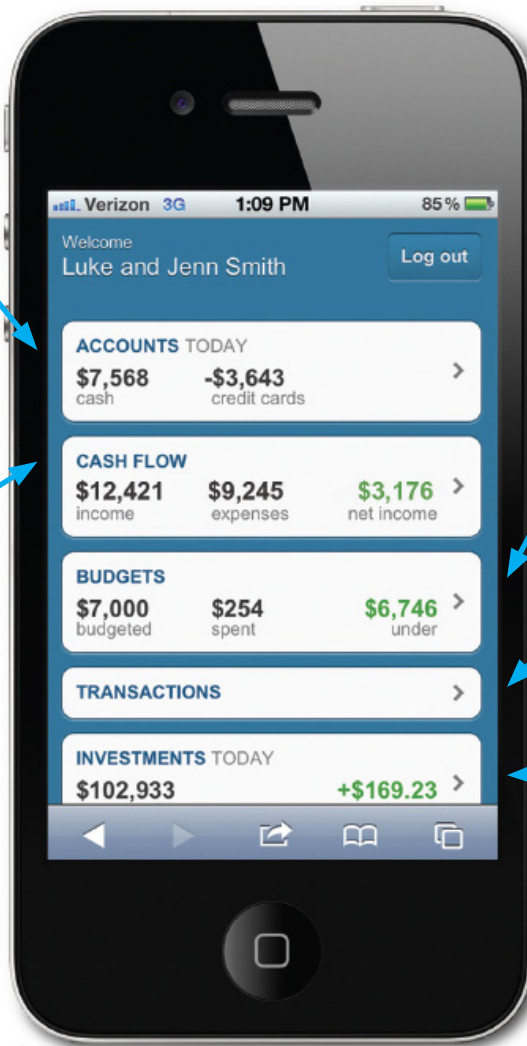 Verizon 3G 1:09 PM 85%
Welcome
Luke and Jenn Smith
Log out
ACCOUNTS TODAY
$7,568 -$3,643
cash credit cards
CASH FLOW
$12,421 $9,245 $3,176
income expenses net income
BUDGETS
$7,000 $254 $6,746
budgeted spent under
TRANSACTIONS
INVESTMENTS TODAY
$102,933 +$169.23